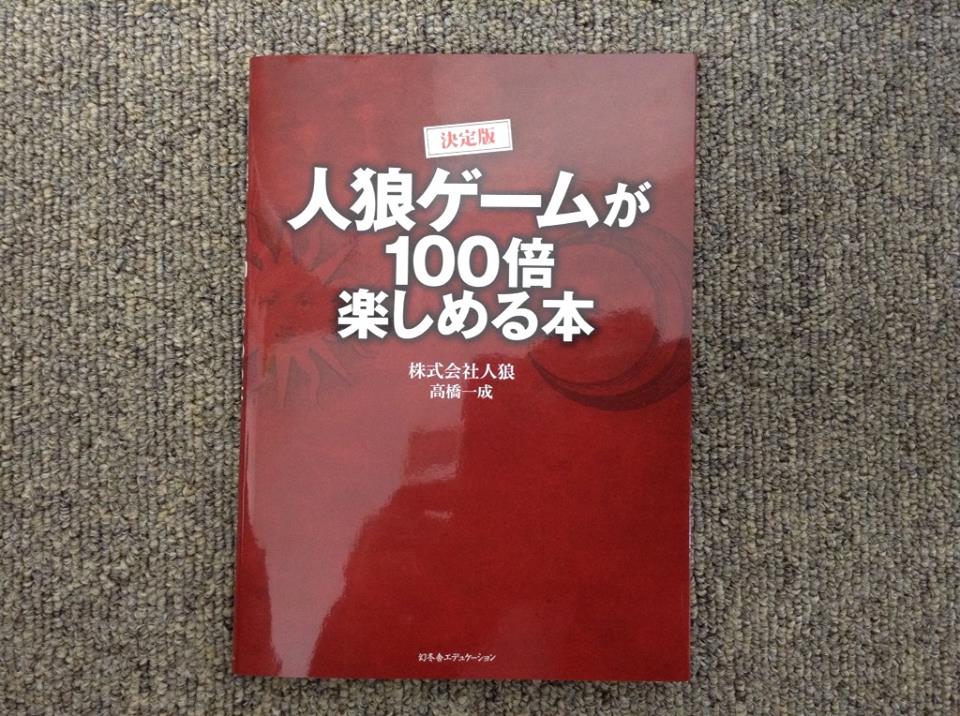 決定版
人狼ゲームが
100倍
楽しめる本
株式会社人狼
高橋一成
幻冬舎エデュケーション